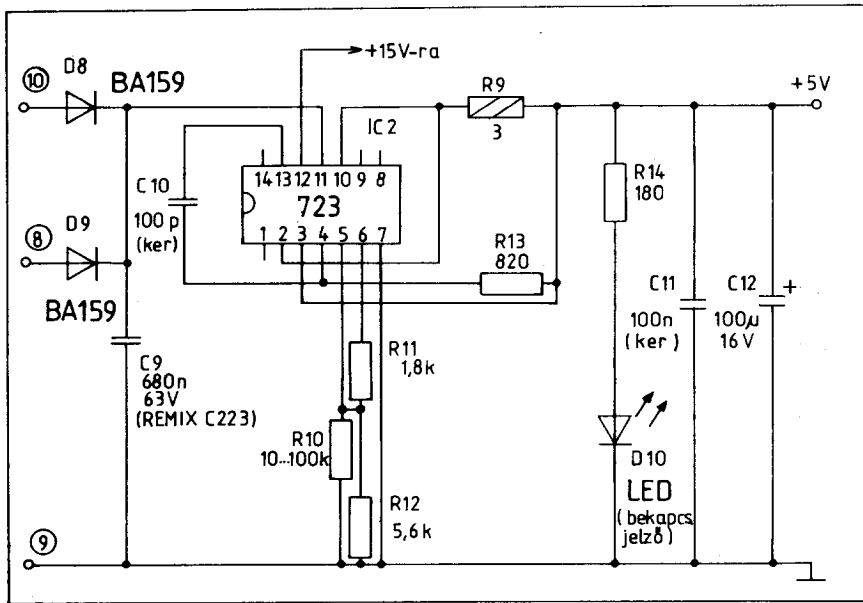 +15V-ra
D8
BA159
10
R9
3
+5V
IC2
14 13 12 11 10 9 8
723
1 2 3 4 5 6 7
C10
100 p
(ker)
R14
180
D9
8
BA159
R13
820
C11
100n
(ker)
C12
+
100µ
16V
C9
680n
63V
(REMIX C223)
R11
1,8k
R10
10...100k
R12
5,6k
D10
LED
(bekapcs.
jelző)
9